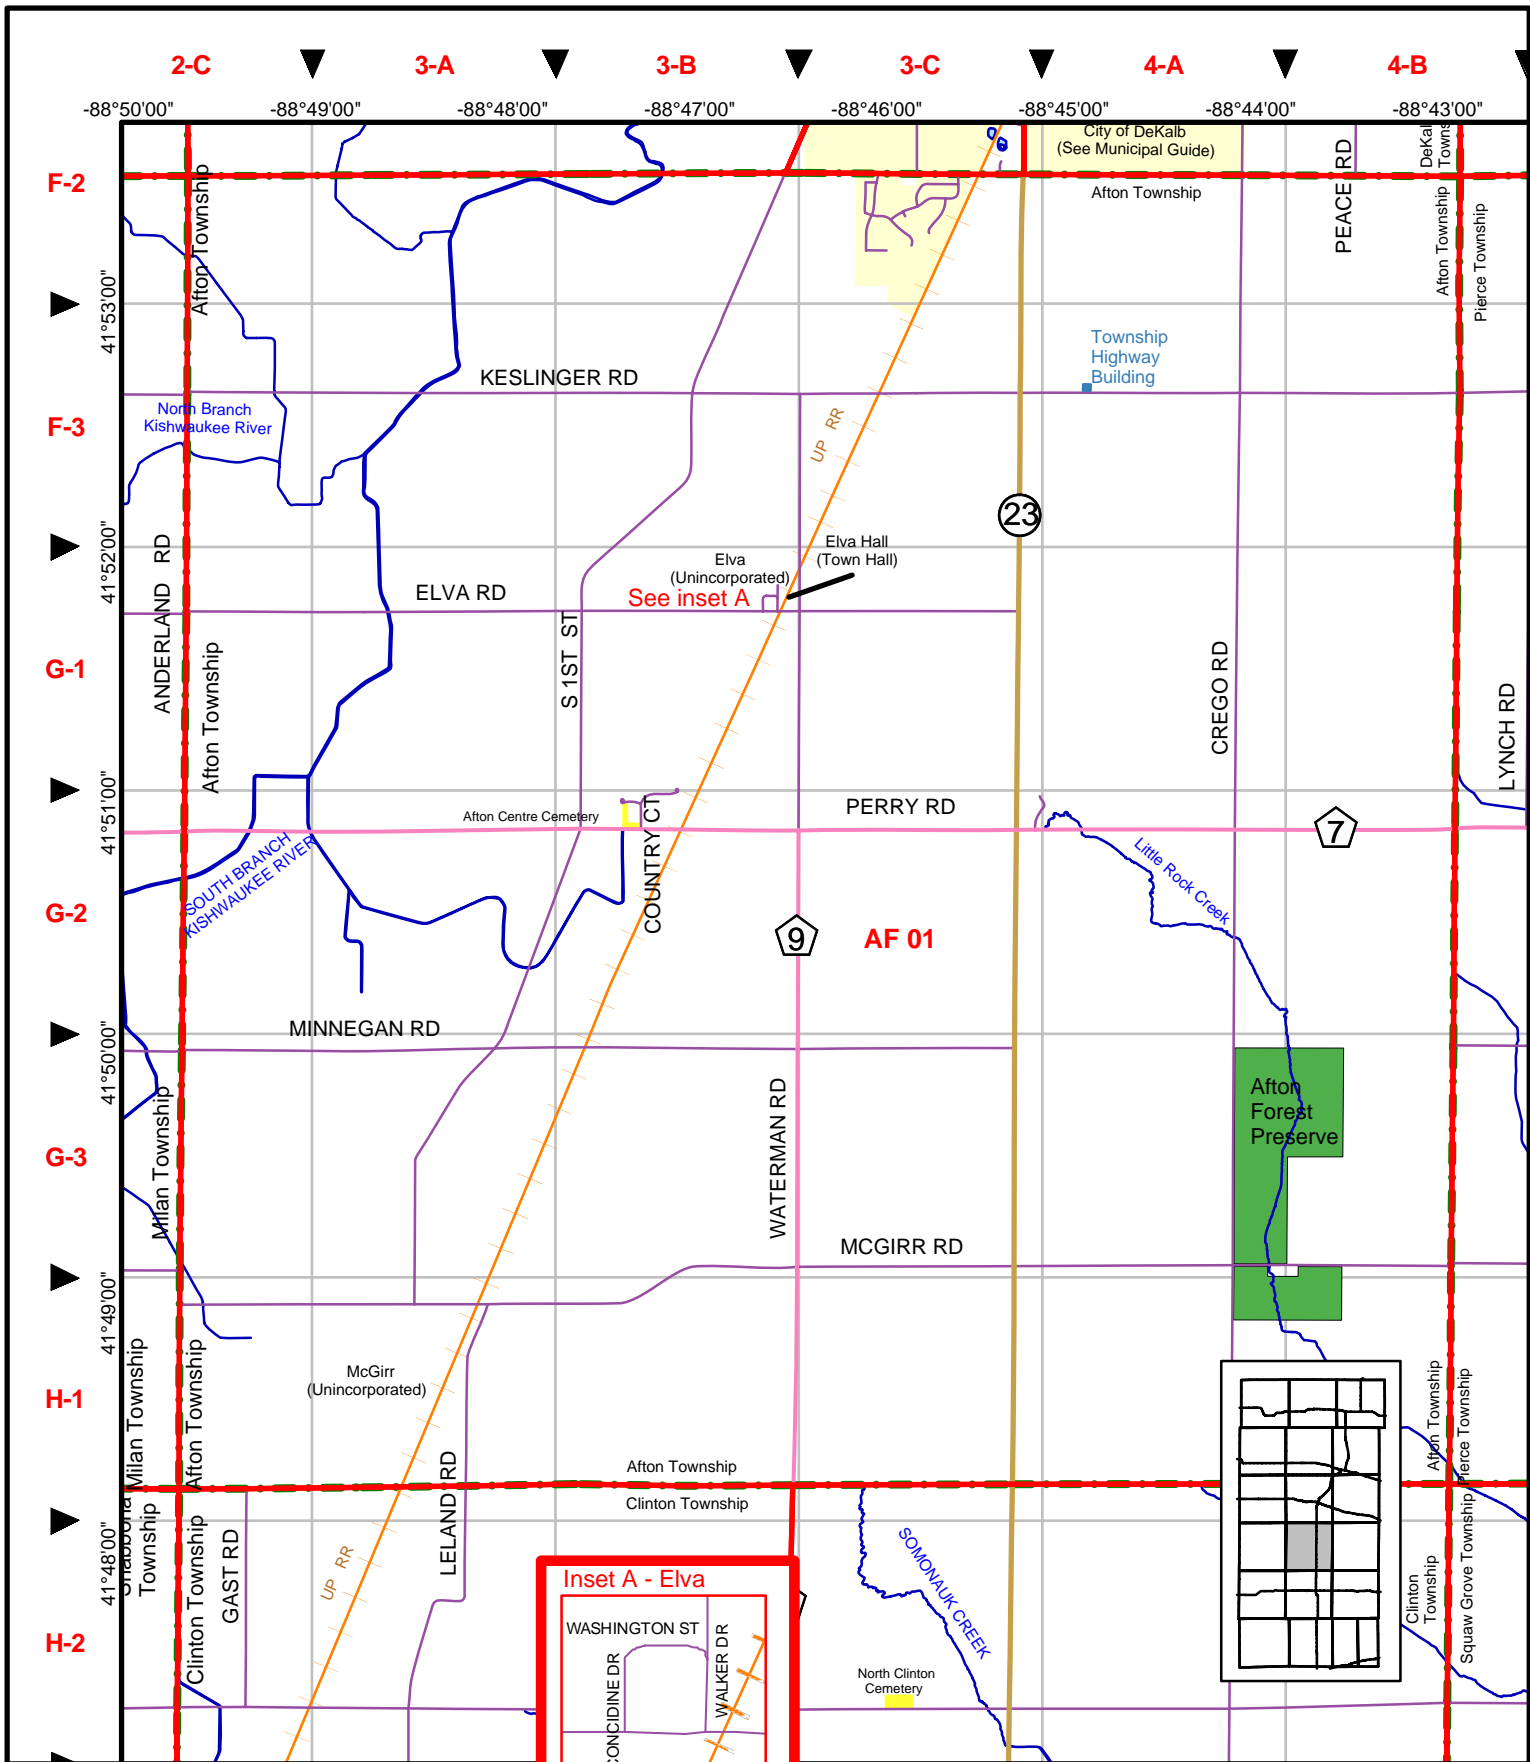 2-C 3-A 3-B 3-C 4-A 4-B
-88°50'00" -88°49'00" -88°48'00" -88°47'00" -88°46'00" -88°45'00" -88°44'00" -88°43'00"
City of DeKalb
(See Municipal Guide)
Afton Township
PEACE RD
Afton Township
Pierce Township
F-2
Afton Township
41°53'00"
Township
Highway
Building
KESLINGER RD
North Branch
Kishwaukee River
F-3
UP RR
23
41°52'00"
Elva Hall
(Town Hall)
Elva
(Unincorporated)
See inset A
ELVA RD
ANDERLAND RD
S 1ST ST
G-1
Afton Township
CREGO RD
LYNCH RD
41°51'00"
Afton Centre Cemetery
COUNTRY CT
PERRY RD
7
SOUTH BRANCH
KISHWAUKEE RIVER
Little Rock Creek
G-2
9
AF 01
MINNEGAN RD
41°50'00"
Afton
Forest
Preserve
Milan Township
G-3
WATERMAN RD
MCGIRR RD
41°49'00"
McGirr
(Unincorporated)
H-1
Milan Township
Afton Township
Afton Township
Pierce Township
LELAND RD
Afton Township
Clinton Township
Township
Clinton Township
GAST RD
UP RR
41°48'00"
SOMONAUK CREEK
Clinton
Township
Squaw Grove Township
H-2
Inset A - Elva
WASHINGTON ST
CONCIDINE DR
WALKER DR
North Clinton
Cemetery